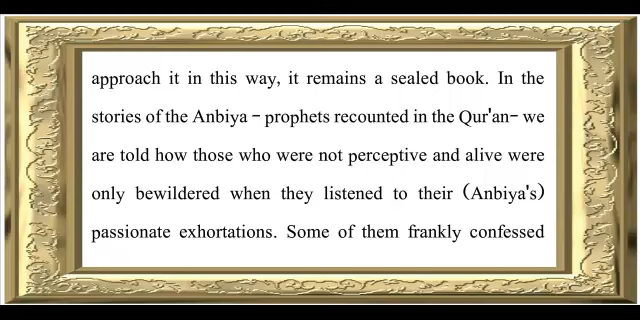 approach it in this way, it remains a sealed book. In the
stories of the Anbiya - prophets recounted in the Qur'an- we
are told how those who were not perceptive and alive were
only bewildered when they listened to their (Anbiya's)
passionate exhortations. Some of them frankly confessed